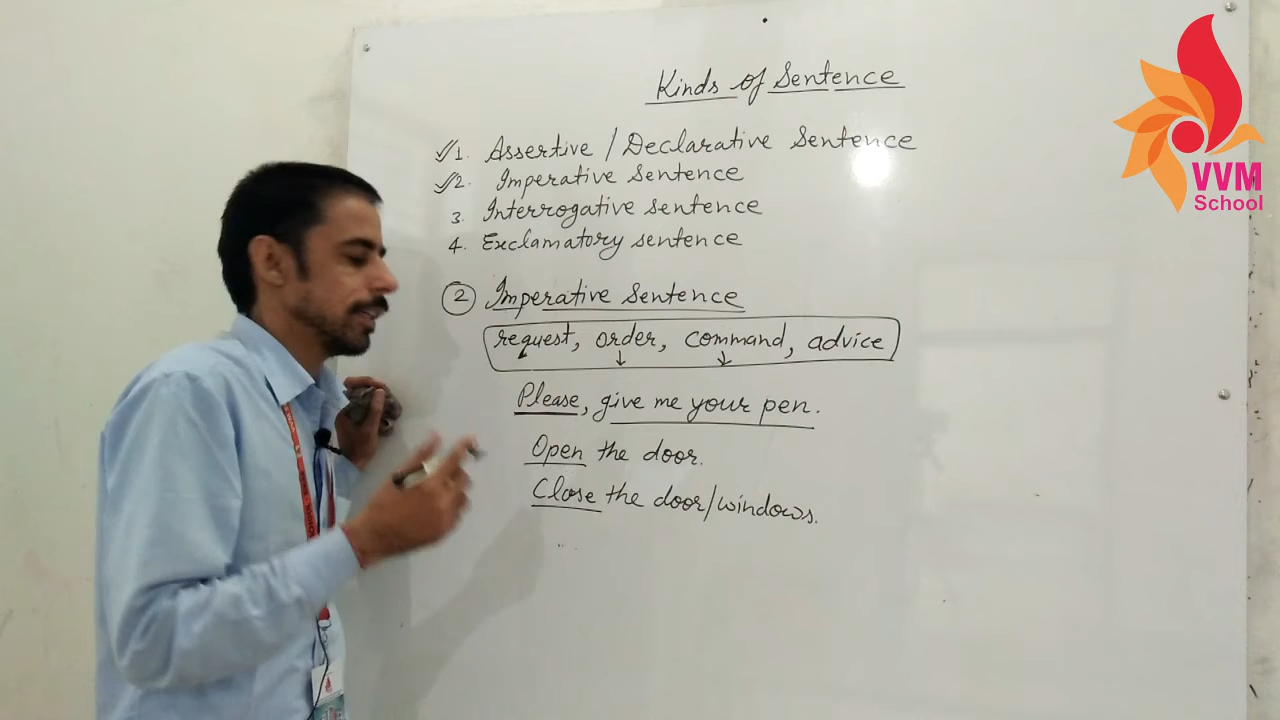 Kinds of Sentence
1. Assertive / Declarative Sentence
2. Imperative Sentence
3. Interrogative sentence
4. Exclamatory sentence
2 Imperative Sentence
request, order, command, advice
Please, give me your pen.
Open the door.
Close the door/windows.
VVM
School